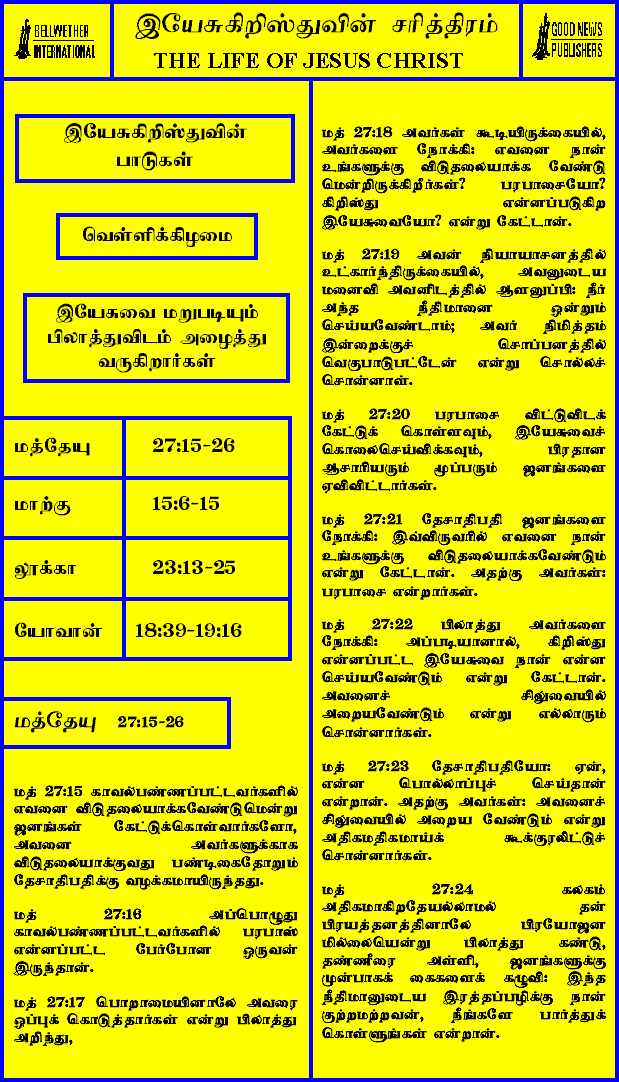 BELLWETHER
INTERNATIONAL
இயேசுகிறிஸ்துவின் சரித்திரம்
THE LIFE OF JESUS CHRIST
GOOD NEWS
PUBLISHERS
இயேசுகிறிஸ்துவின்
பாடுகள்
வெள்ளிக்கிழமை
இயேசுவை மறுபடியும்
பிலாத்துவிடம் அழைத்து
வருகிறார்கள்
மத்தேயு 27:15-26
மாற்கு 15:6-15
லூக்கா 23:13-25
யோவான் 18:39-19:16
மத்தேயு 27:15-26
மத் 27:15 காவல்பண்ணப்பட்டவர்களில்
எவனை விடுதலையாக்கவேண்டுமென்று
ஜனங்கள் கேட்டுக்கொள்வார்களோ,
அவனை அவர்களுக்காக
விடுதலையாக்குவது பண்டிகைதோறும்
தேசாதிபதிக்கு வழக்கமாயிருந்தது.
மத் 27:16 அப்பொழுது
காவல்பண்ணப்பட்டவர்களில் பரபாஸ்
என்னப்பட்ட பேர்போன ஒருவன்
இருந்தான்.
மத் 27:17 பொறாமையினாலே அவரை
ஒப்புக் கொடுத்தார்கள் என்று பிலாத்து
அறிந்து,
மத் 27:18 அவர்கள் கூடியிருக்கையில்,
அவர்களை நோக்கி: எவனை நான்
உங்களுக்கு விடுதலையாக்க வேண்டு
மென்றிருக்கிறீர்கள்? பரபாசையோ?
கிறிஸ்து என்னப்படுகிற
இயேசுவையோ? என்று கேட்டான்.
மத் 27:19 அவன் நியாயாசனத்தில்
உட்கார்ந்திருக்கையில், அவனுடைய
மனைவி அவனிடத்தில் ஆளனுப்பி: நீர்
அந்த நீதிமானை ஒன்றும்
செய்யவேண்டாம்; அவர் நிமித்தம்
இன்றைக்குச் சொப்பனத்தில்
வெகுபாடுபட்டேன் என்று சொல்லச்
சொன்னாள்.
மத் 27:20 பரபாசை விட்டுவிடக்
கேட்டுக் கொள்ளவும், இயேசுவைச்
கொலைசெய்விக்கவும், பிரதான
ஆசாரியரும் மூப்பரும் ஜனங்களை
ஏவிவிட்டார்கள்.
மத் 27:21 தேசாதிபதி ஜனங்களை
நோக்கி: இவ்விருவரில் எவனை நான்
உங்களுக்கு விடுதலையாக்கவேண்டும்
என்று கேட்டான். அதற்கு அவர்கள்:
பரபாசை என்றார்கள்.
மத் 27:22 பிலாத்து அவர்களை
நோக்கி: அப்படியானால், கிறிஸ்து
என்னப்பட்ட இயேசுவை நான் என்ன
செய்யவேண்டும் என்று கேட்டான்.
அவனைச் சிலுவையில்
அறையவேண்டும் என்று எல்லாரும்
சொன்னார்கள்.
மத் 27:23 தேசாதிபதியோ: ஏன்,
என்ன பொல்லாப்புச் செய்தான்
என்றான். அதற்கு அவர்கள்: அவனைச்
சிலுவையில் அறைய வேண்டும் என்று
அதிகமதிகமாய்க் கூக்குரலிட்டுச்
சொன்னார்கள்.
மத் 27:24 கலகம்
அதிகமாகிறதேயல்லாமல் தன்
பிரயத்தனத்தினாலே பிரயோஜன
மில்லையென்று பிலாத்து கண்டு,
தண்ணீரை அள்ளி, ஜனங்களுக்கு
முன்பாகக் கைகளைக் கழுவி: இந்த
நீதிமானுடைய இரத்தப்பழிக்கு நான்
குற்றமற்றவன், நீங்களே பார்த்துக்
கொள்ளுங்கள் என்றான்.